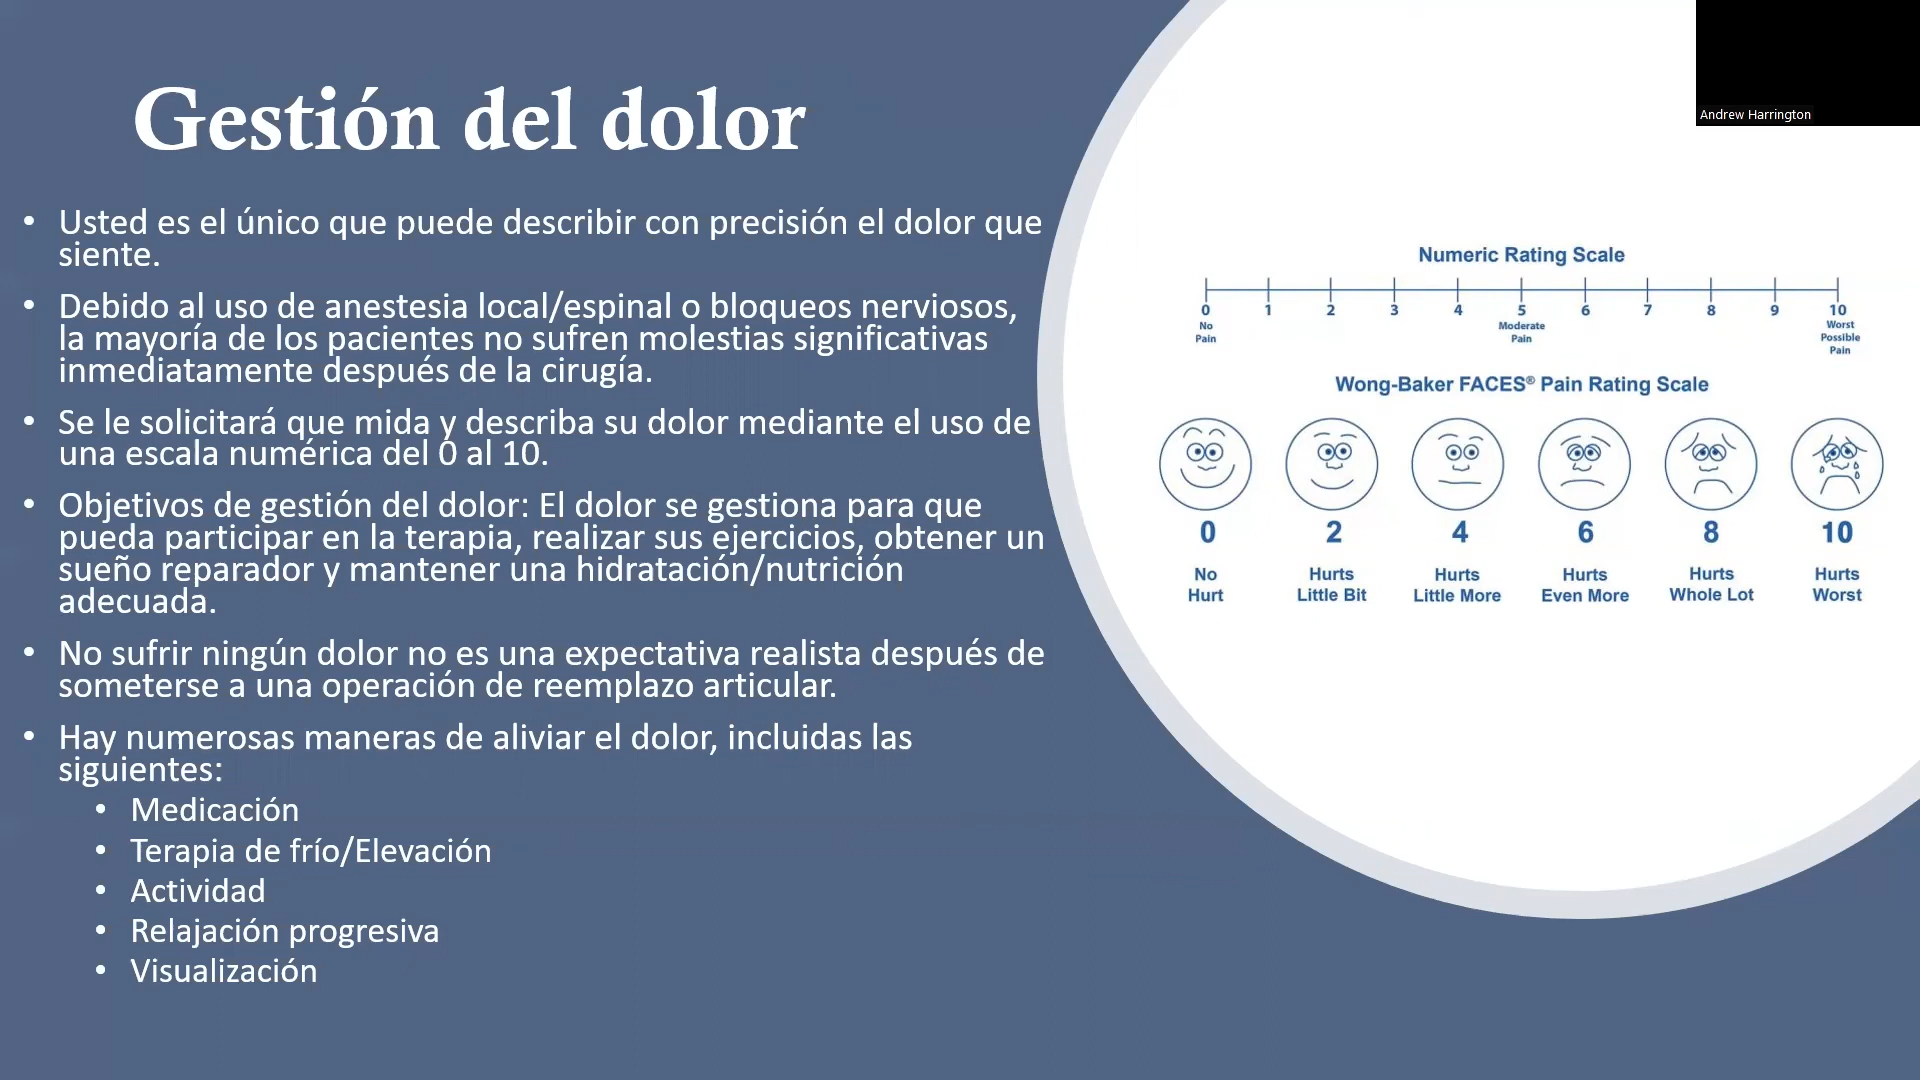 Gestión del dolor
• Usted es el único que puede describir con precisión el dolor que
siente.
• Debido al uso de anestesia local/espinal o bloqueos nerviosos,
la mayoría de los pacientes no sufren molestias significativas
inmediatamente después de la cirugía.
• Se le solicitará que mida y describa su dolor mediante el uso de
una escala numérica del 0 al 10.
• Objetivos de gestión del dolor: El dolor se gestiona para que
pueda participar en la terapia, realizar sus ejercicios, obtener un
sueño reparador y mantener una hidratación/nutrición
adecuada.
• No sufrir ningún dolor no es una expectativa realista después de
someterse a una operación de reemplazo articular.
• Hay numerosas maneras de aliviar el dolor, incluidas las
siguientes:
• Medicación
• Terapia de frío/Elevación
• Actividad
• Relajación progresiva
• Visualización
Andrew Harrington
Numeric Rating Scale
0 1 2 3 4 5 6 7 8 9 10
No Moderate Worst
Pain Pain Possible
Pain
Wong-Baker FACES® Pain Rating Scale
0 2 4 6 8 10
No Hurts Hurts Hurts Hurts Hurts
Hurt Little Bit Little More Even More Whole Lot Worst